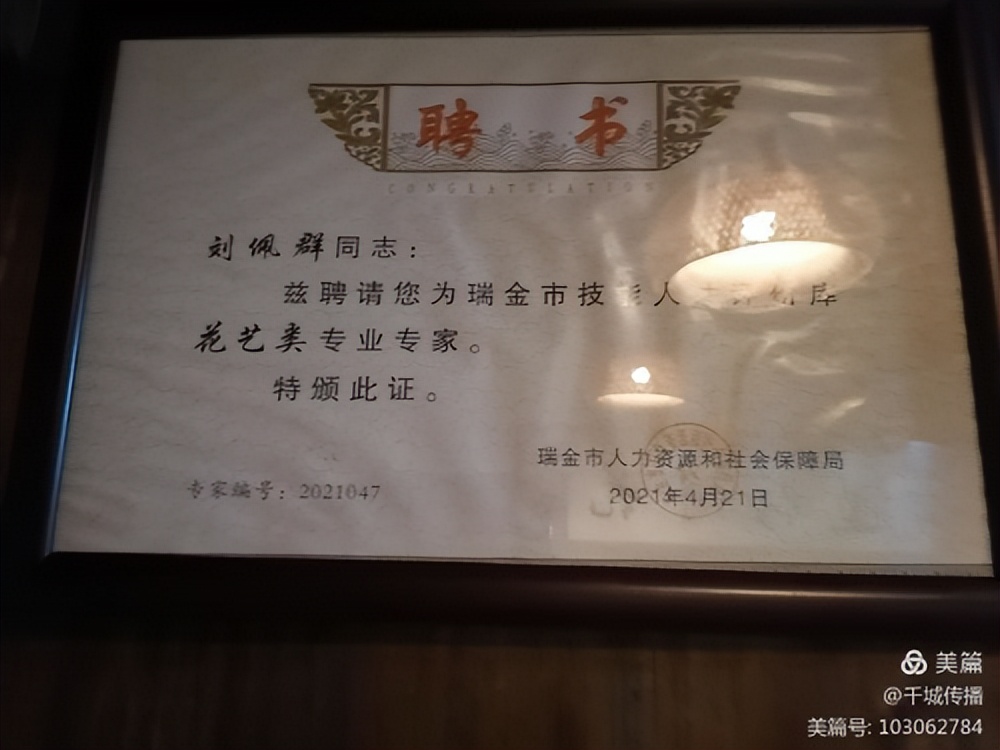 聘书
CONGRATULATION
刘佩群同志：
兹聘请您为瑞金市技能人 库
花艺类专业专家。
特颁此证。
瑞金市人力资源和社会保障局
专家编号：2021047
2021年4月21日
美篇
@千城传播
美篇号: 103062784